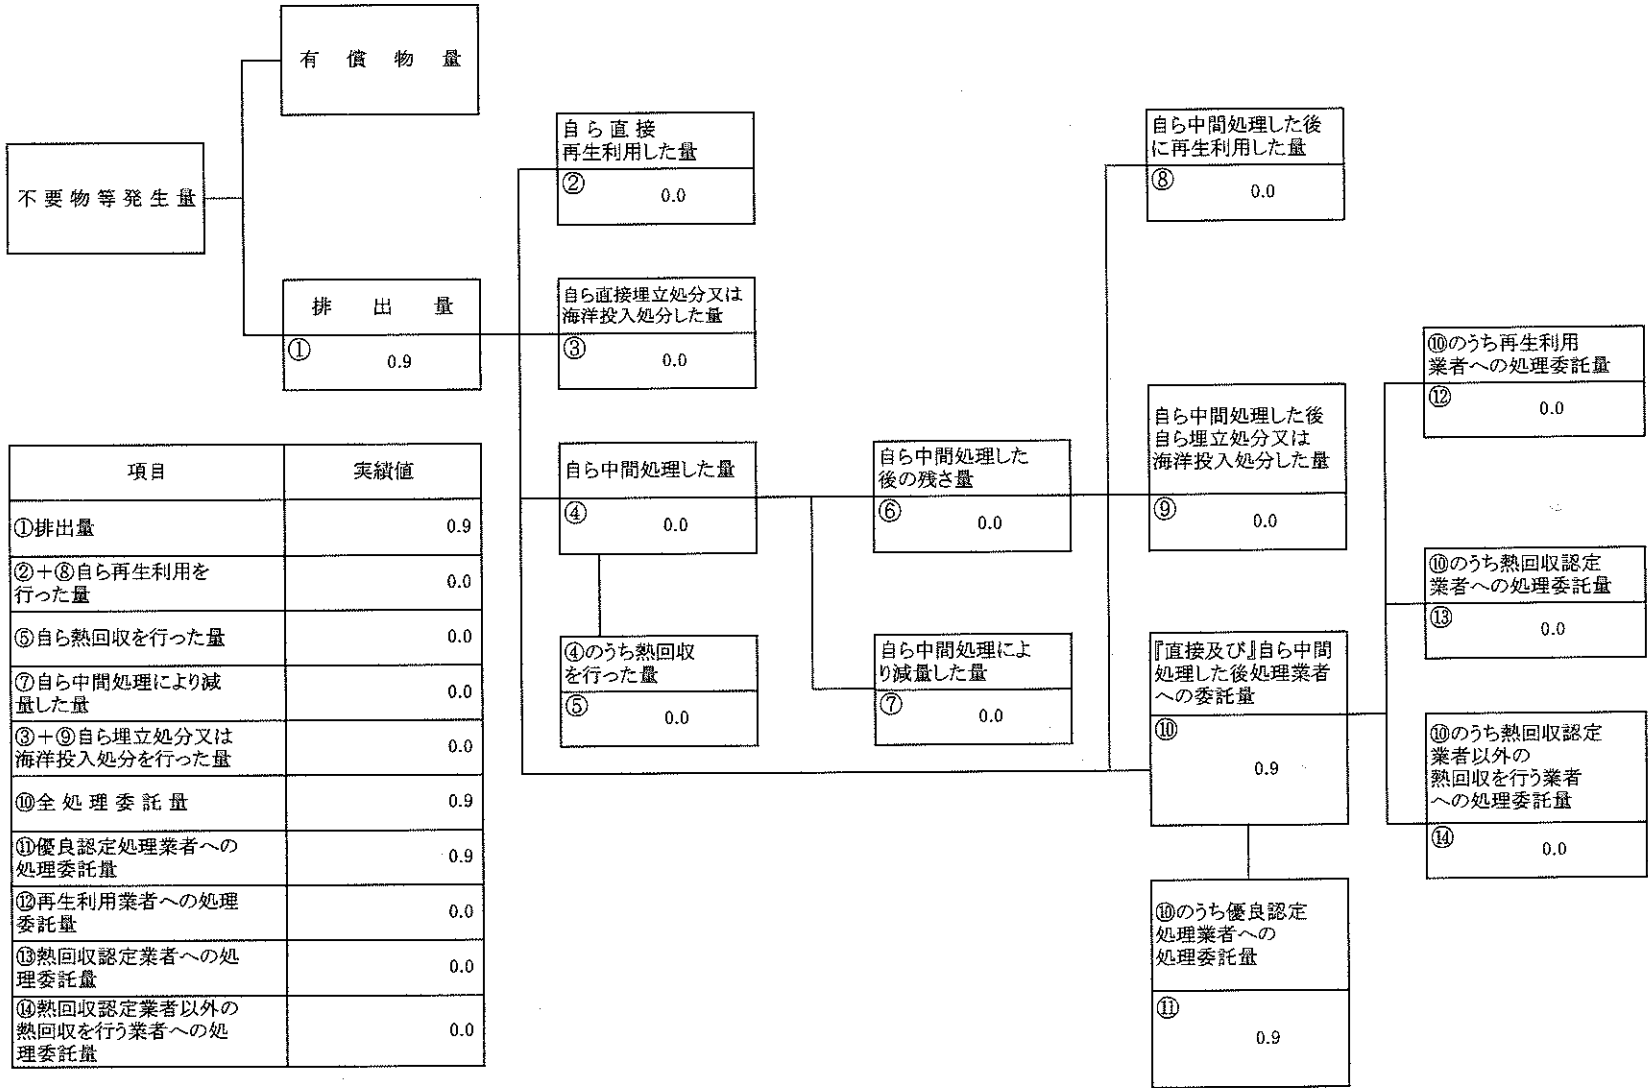 有償物量
不要物等発生量
排出量
①
0.9
自ら直接
再生利用した量
②
0.0
自ら直接埋立処分又は
海洋投入処分した量
③
0.0
自ら中間処理した量
④
0.0
④のうち熱回収
を行った量
⑤
0.0
自ら中間処理した
後の残さ量
⑥
0.0
自ら中間処理によ
り減量した量
⑦
0.0
自ら中間処理した後
に再生利用した量
⑧
0.0
自ら中間処理した後
自ら埋立処分又は
海洋投入処分した量
⑨
0.0
『直接及び』自ら中間
処理した後処理業者
への委託量
⑩
0.9
⑩のうち優良認定
処理業者への
処理委託量
⑪
0.9
⑩のうち再生利用
業者への処理委託量
⑫
0.0
⑩のうち熱回収認定
業者への処理委託量
⑬
0.0
⑩のうち熱回収認定
業者以外の
熱回収を行う業者
への処理委託量
⑭
0.0
項目 実績値
①排出量 0.9
②+⑧自ら再生利用を
行った量 0.0
⑤自ら熱回収を行った量 0.0
⑦自ら中間処理により減
量した量 0.0
③+⑨自ら埋立処分又は
海洋投入処分を行った量 0.0
⑩全処理委託量 0.9
⑪優良認定処理業者への
処理委託量 0.9
⑫再生利用業者への処理
委託量 0.0
⑬熱回収認定業者への処
理委託量 0.0
⑭熱回収認定業者以外の
熱回収を行う業者への処
理委託量 0.0